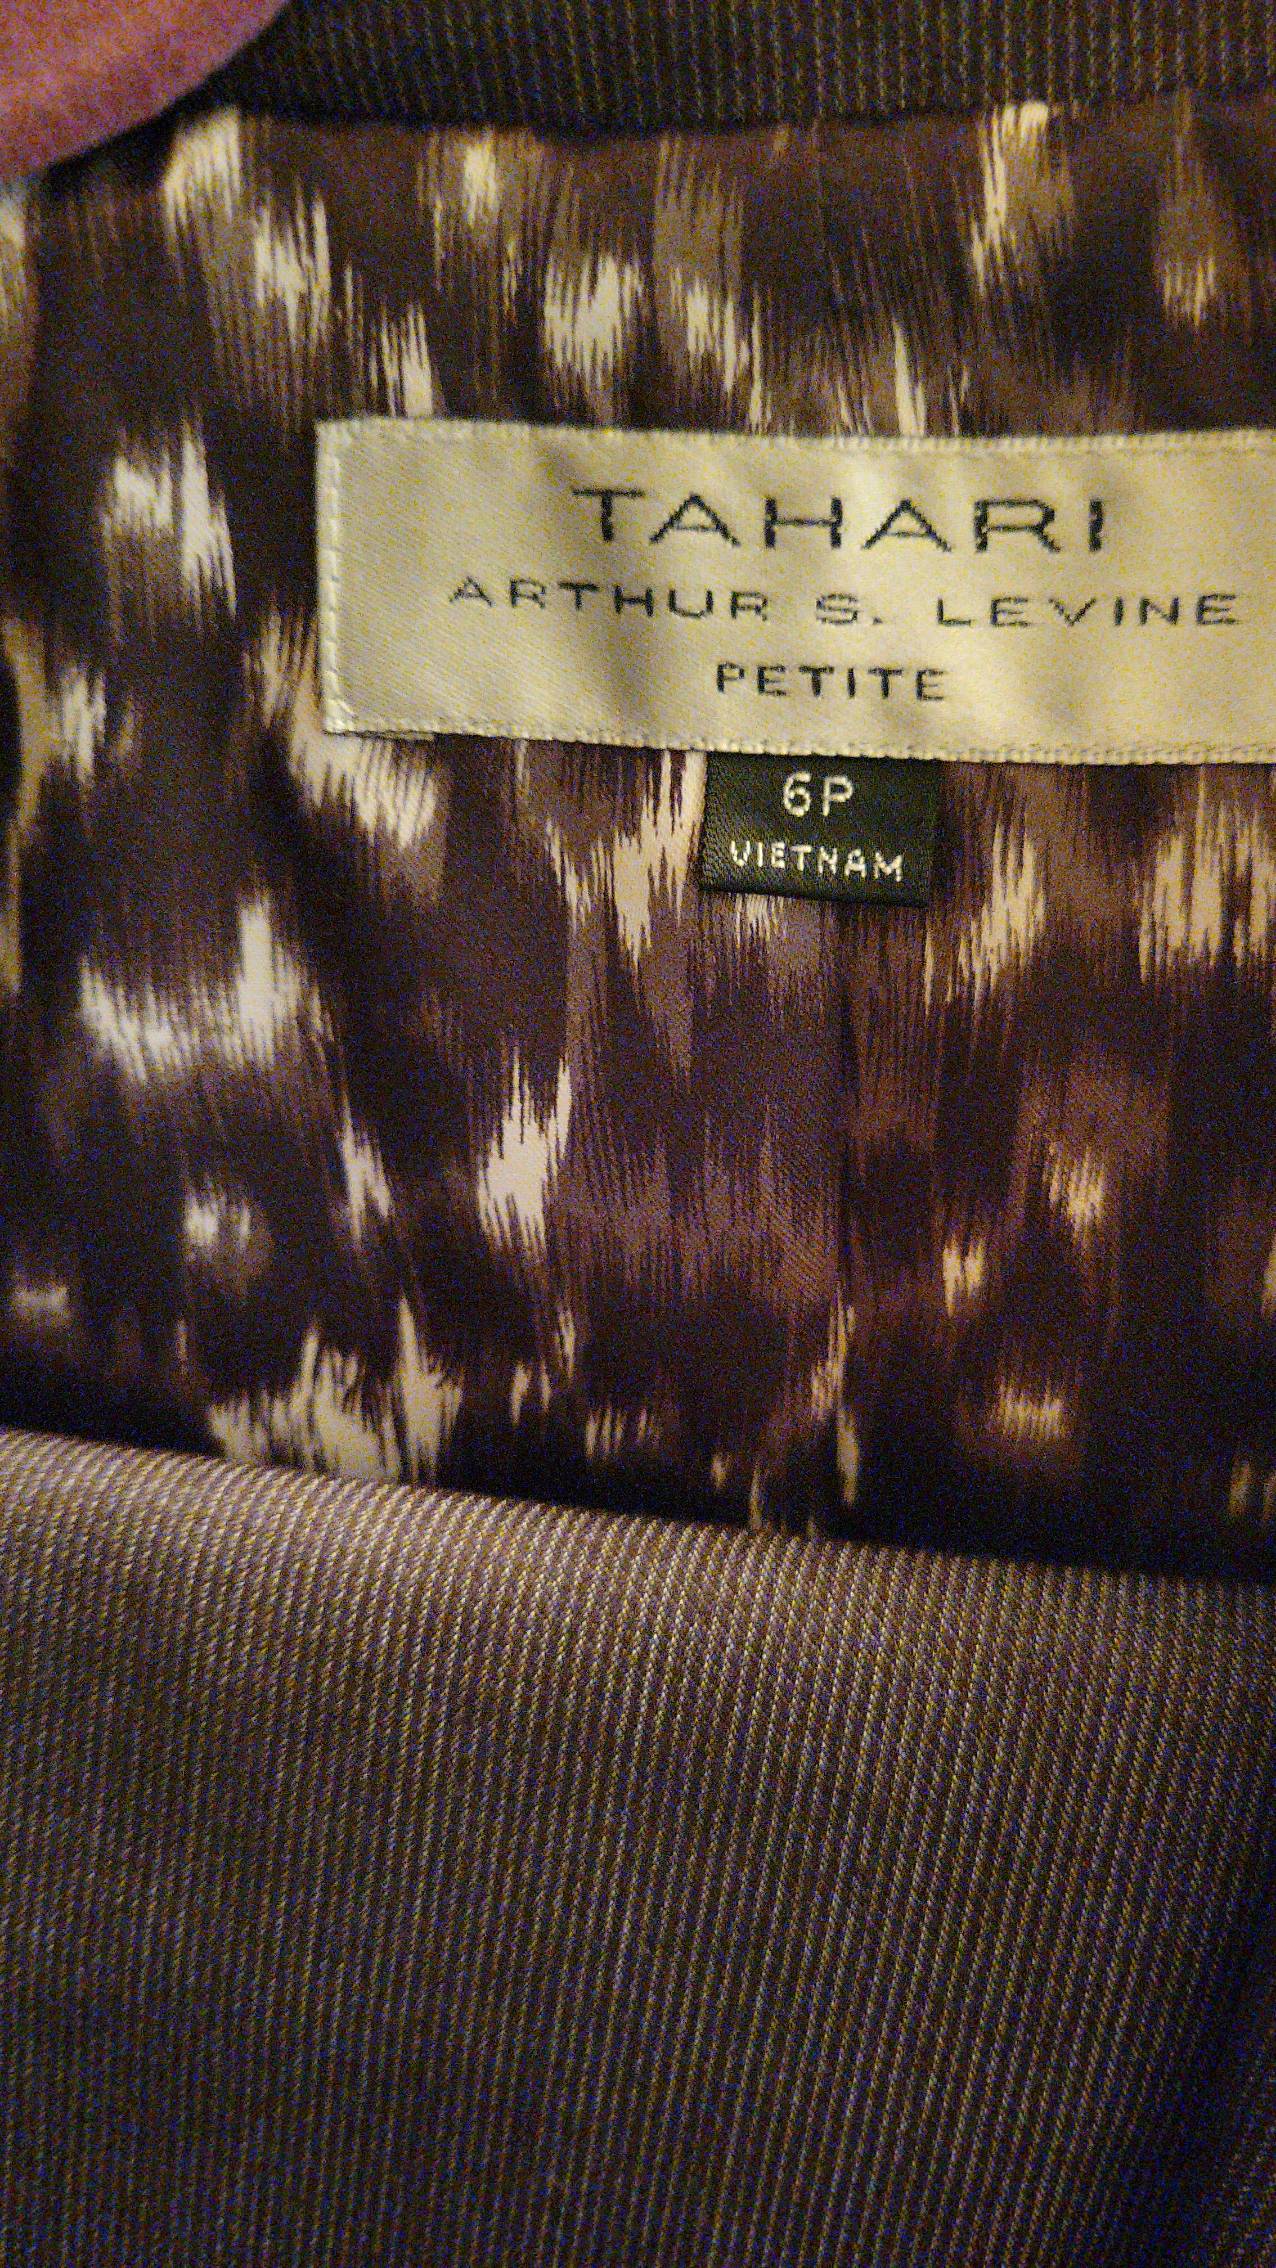 TAHARI
ARTHUR S. LEVINE
PETITE
6P
VIETNAM